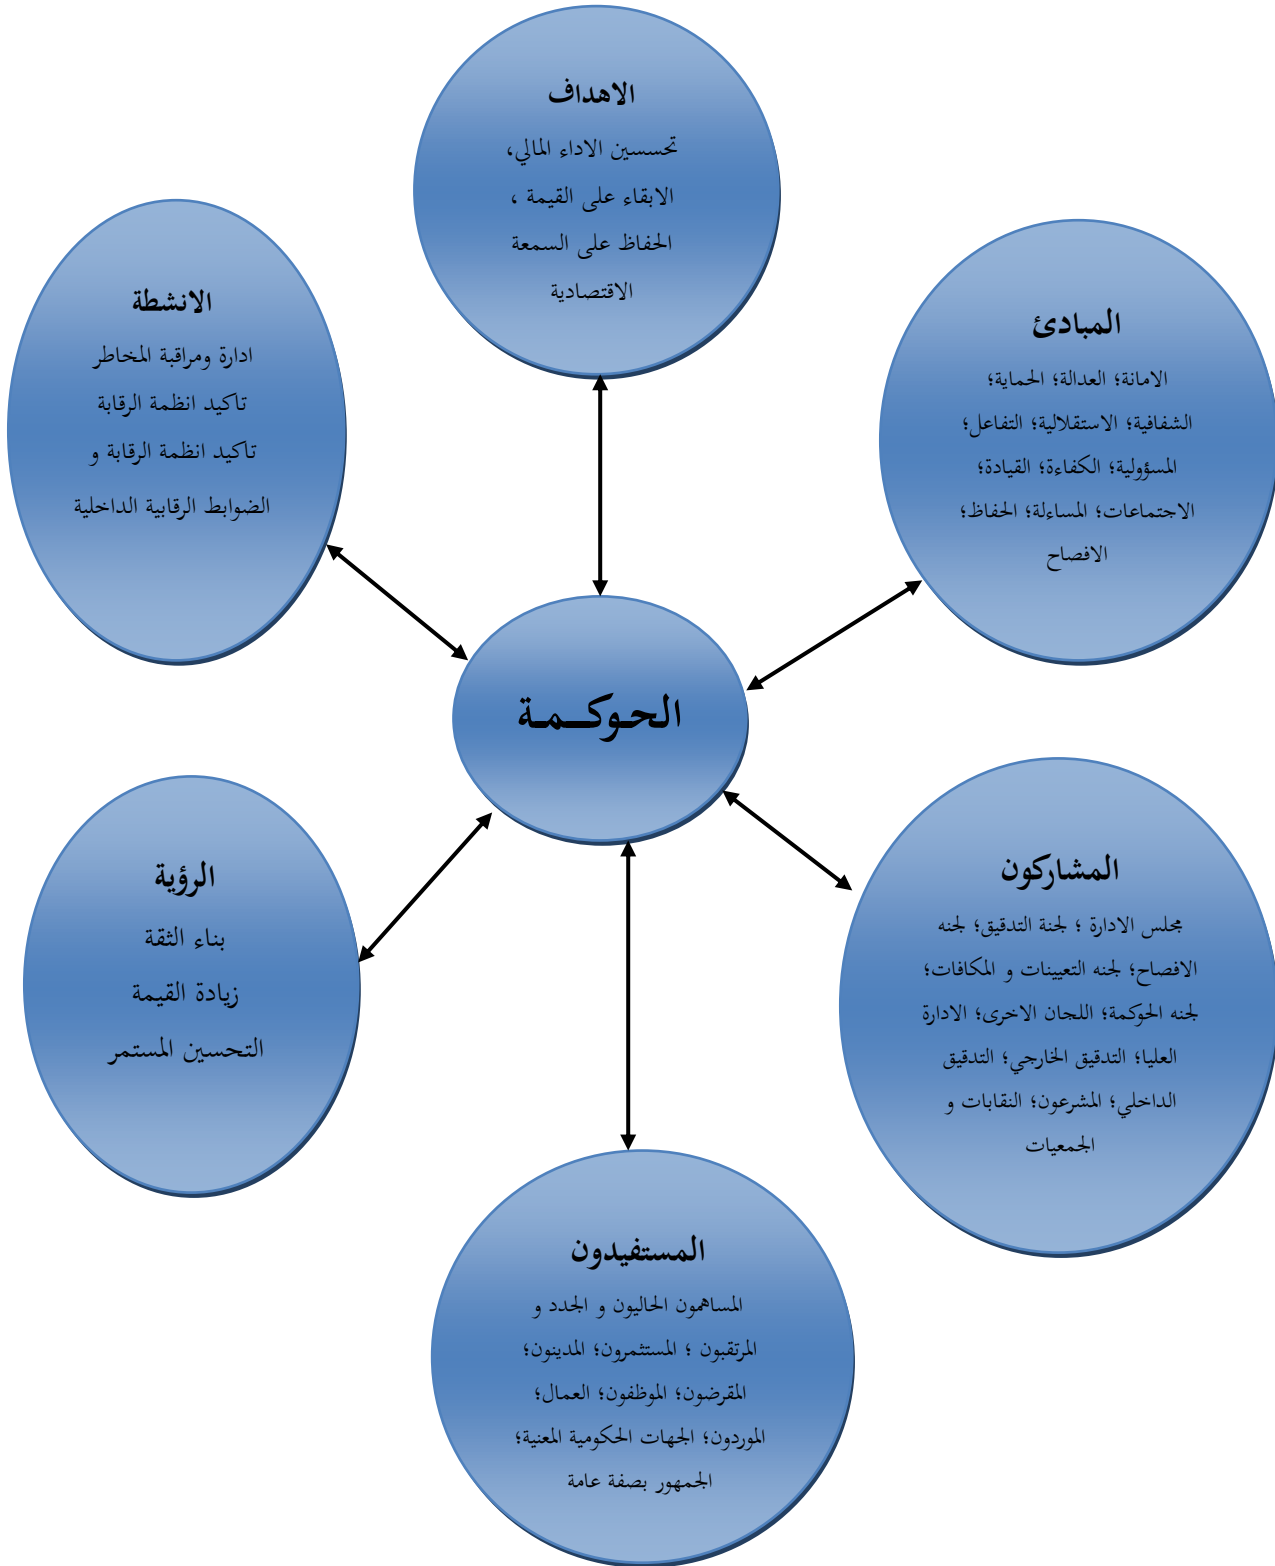 الاهداف
تحسسين الاداء المالي،
الابقاء على القيمة ،
الحفاظ على السمعة
الاقتصادية
المبادئ
الامانة؛ العدالة؛ الحماية؛
الشفافية؛ الاستقلالية؛ التفاعل؛
المسؤولية؛ الكفاءة؛ القيادة؛
الاجتماعات؛ المساءلة؛ الحفاظ؛
الافصاح
الانشطة
ادارة ومراقبة المخاطر
تاكيد انظمة الرقابة
تاكيد انظمة الرقابة و
الضوابط الرقابية الداخلية
الحـوكــمـة
المشاركون
مجلس الادارة ؛ لجنة التدقيق؛ لجنه
الافصاح؛ لجنه التعيينات و المكافات؛
لجنه الحوكمة؛ اللجان الاخرى؛ الادارة
العليا؛ التدقيق الخارجي؛ التدقيق
الداخلي؛ المشرعون؛ النقابات و
الجمعيات
الرؤية
بناء الثقة
زيادة القيمة
التحسين المستمر
المستفيدون
المساهمون الحاليون و الجدد و
المرتقبون ؛ المستثمرون؛ المدينون؛
المقرضون؛ الموظفون؛ العمال؛
الموردون؛ الجهات الحكومية المعنية؛
الجمهور بصفة عامة